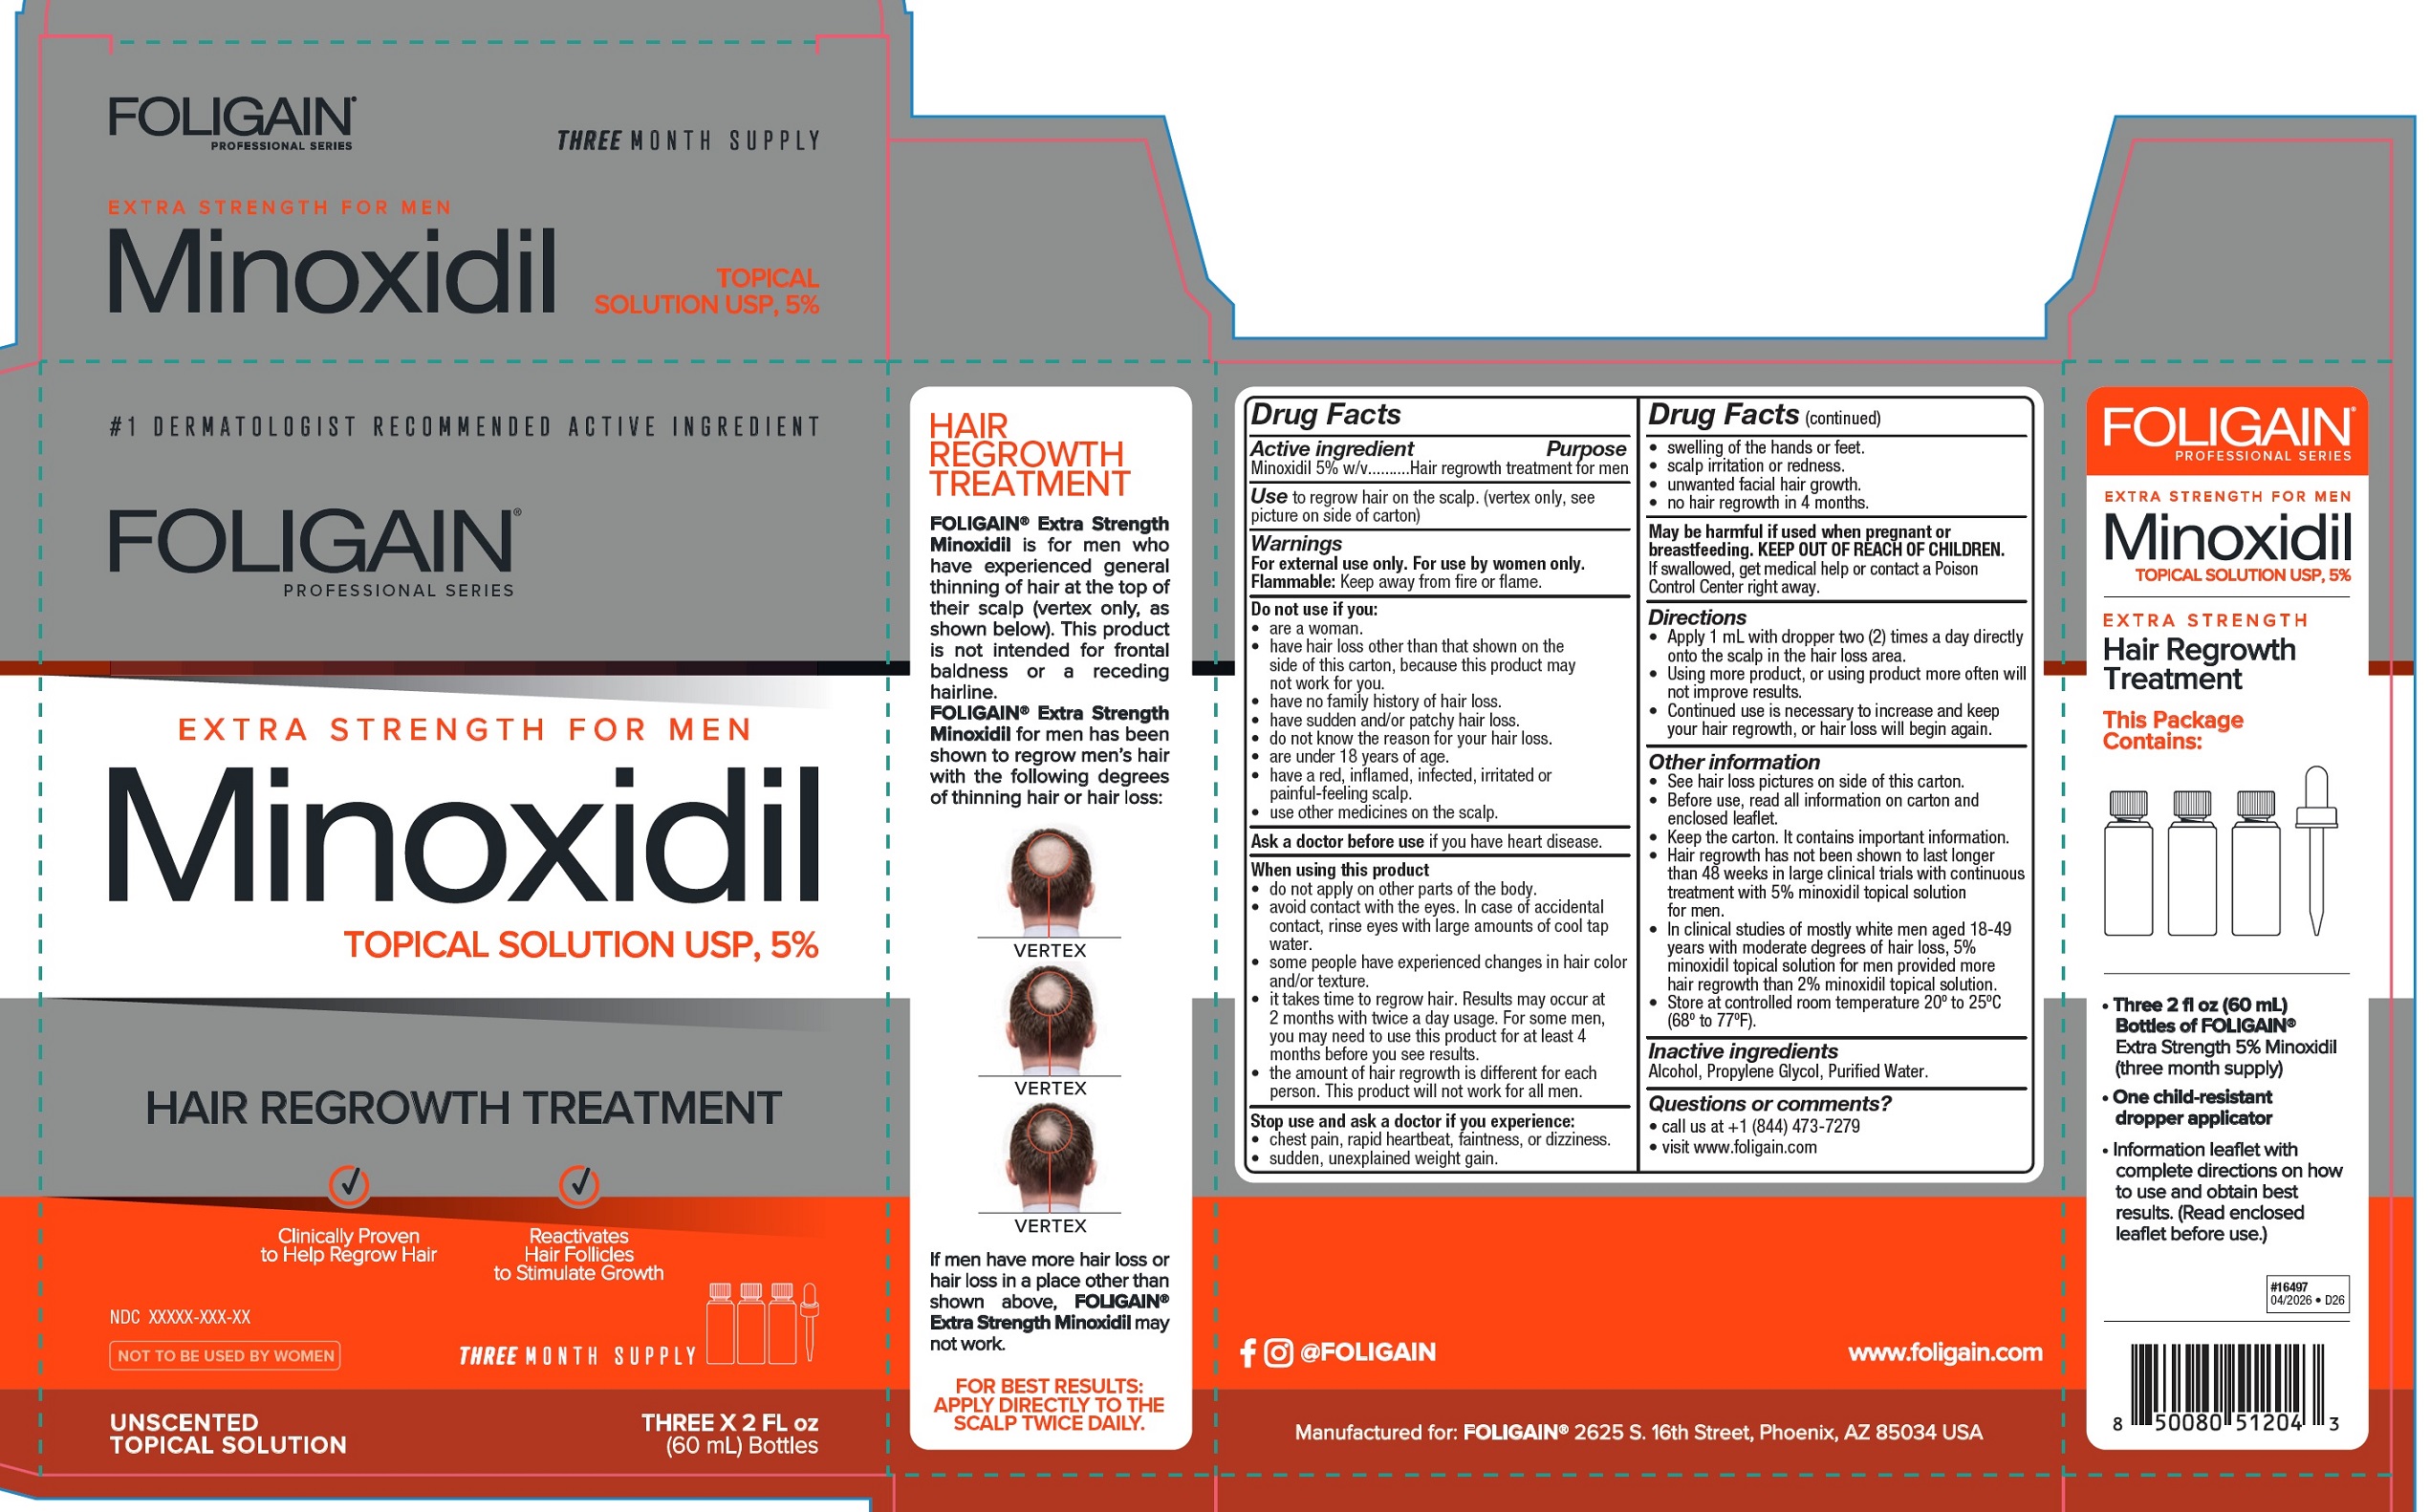 FOLIGAIN®
PROFESSIONAL SERIES
THREE MONTH SUPPLY
EXTRA STRENGTH FOR MEN
Minoxidil
TOPICAL
SOLUTION USP, 5%
#1 DERMATOLOGIST RECOMMENDED ACTIVE INGREDIENT
FOLIGAIN®
PROFESSIONAL SERIES
EXTRA STRENGTH FOR MEN
Minoxidil
TOPICAL SOLUTION USP, 5%
HAIR REGROWTH TREATMENT
Clinically Proven
to Help Regrow Hair
Reactivates
Hair Follicles
to Stimulate Growth
NDC XXXXX-XXX-XX
NOT TO BE USED BY WOMEN
THREE MONTH SUPPLY
UNSCENTED
TOPICAL SOLUTION
THREE X 2 FL oz
(60 mL) Bottles
HAIR
REGROWTH
TREATMENT
FOLIGAIN® Extra Strength
Minoxidil is for men who
have experienced general
thinning of hair at the top of
their scalp (vertex only, as
shown below). This product
is not intended for frontal
baldness or a receding
hairline.
FOLIGAIN® Extra Strength
Minoxidil for men has been
shown to regrow men's hair
with the following degrees
of thinning hair or hair loss:
VERTEX
VERTEX
VERTEX
If men have more hair loss or
hair loss in a place other than
shown above, FOLIGAIN®
Extra Strength Minoxidil may
not work.
FOR BEST RESULTS:
APPLY DIRECTLY TO THE
SCALP TWICE DAILY.
Drug Facts
Active ingredient Purpose
Minoxidil 5% w/v..........Hair regrowth treatment for men
Use to regrow hair on the scalp. (vertex only, see
picture on side of carton)
Warnings
For external use only. For use by women only.
Flammable: Keep away from fire or flame.
Do not use if you:
• are a woman.
• have hair loss other than that shown on the
side of this carton, because this product may
not work for you.
• have no family history of hair loss.
• have sudden and/or patchy hair loss.
• do not know the reason for your hair loss.
• are under 18 years of age.
• have a red, inflamed, infected, irritated or
painful-feeling scalp.
• use other medicines on the scalp.
Ask a doctor before use if you have heart disease.
When using this product
• do not apply on other parts of the body.
• avoid contact with the eyes. In case of accidental
contact, rinse eyes with large amounts of cool tap
water.
• some people have experienced changes in hair color
and/or texture.
• it takes time to regrow hair. Results may occur at
2 months with twice a day usage. For some men,
you may need to use this product for at least 4
months before you see results.
• the amount of hair regrowth is different for each
person. This product will not work for all men.
Stop use and ask a doctor if you experience:
• chest pain, rapid heartbeat, faintness, or dizziness.
• sudden, unexplained weight gain.
Drug Facts (continued)
• swelling of the hands or feet.
• scalp irritation or redness.
• unwanted facial hair growth.
• no hair regrowth in 4 months.
May be harmful if used when pregnant or
breastfeeding. KEEP OUT OF REACH OF CHILDREN.
If swallowed, get medical help or contact a Poison
Control Center right away.
Directions
• Apply 1 mL with dropper two (2) times a day directly
onto the scalp in the hair loss area.
• Using more product, or using product more often will
not improve results.
• Continued use is necessary to increase and keep
your hair regrowth, or hair loss will begin again.
Other information
• See hair loss pictures on side of this carton.
• Before use, read all information on carton and
enclosed leaflet.
• Keep the carton. It contains important information.
• Hair regrowth has not been shown to last longer
than 48 weeks in large clinical trials with continuous
treatment with 5% minoxidil topical solution
for men.
• In clinical studies of mostly white men aged 18-49
years with moderate degrees of hair loss, 5%
minoxidil topical solution for men provided more
hair regrowth than 2% minoxidil topical solution.
• Store at controlled room temperature 20º to 25ºC
(68º to 77ºF).
Inactive ingredients
Alcohol, Propylene Glycol, Purified Water.
Questions or comments?
• call us at +1 (844) 473-7279
• visit www.foligain.com
@FOLIGAIN
www.foligain.com
Manufactured for: FOLIGAIN® 2625 S. 16th Street, Phoenix, AZ 85034 USA
FOLIGAIN®
PROFESSIONAL SERIES
EXTRA STRENGTH FOR MEN
Minoxidil
TOPICAL SOLUTION USP, 5%
EXTRA STRENGTH
Hair Regrowth
Treatment
This Package
Contains:
• Three 2 fl oz (60 mL)
Bottles of FOLIGAIN®
Extra Strength 5% Minoxidil
(three month supply)
• One child-resistant
dropper applicator
• Information leaflet with
complete directions on how
to use and obtain best
results. (Read enclosed
leaflet before use.)
#16497
04/2026 • D26
8 50080 51204 3